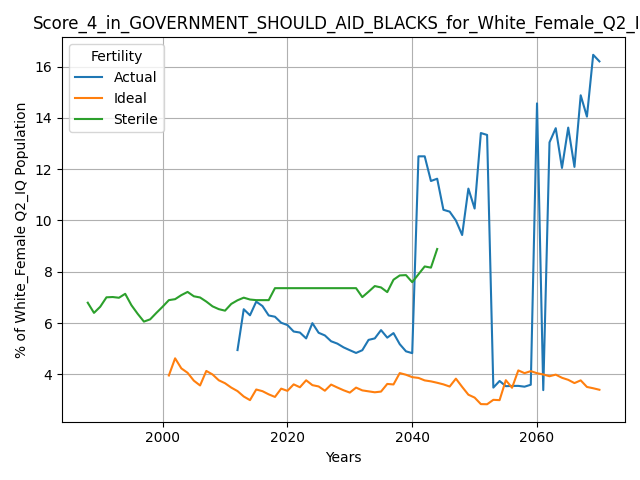 Score_4_in_GOVERNMENT_SHOULD_AID_BLACKS_for_White_Female_Q2_I
Fertility
Actual
Ideal
Sterile
% of White_Female Q2_IQ Population
16
14
12
10
8
6
4
2000
2020
2040
2060
Years